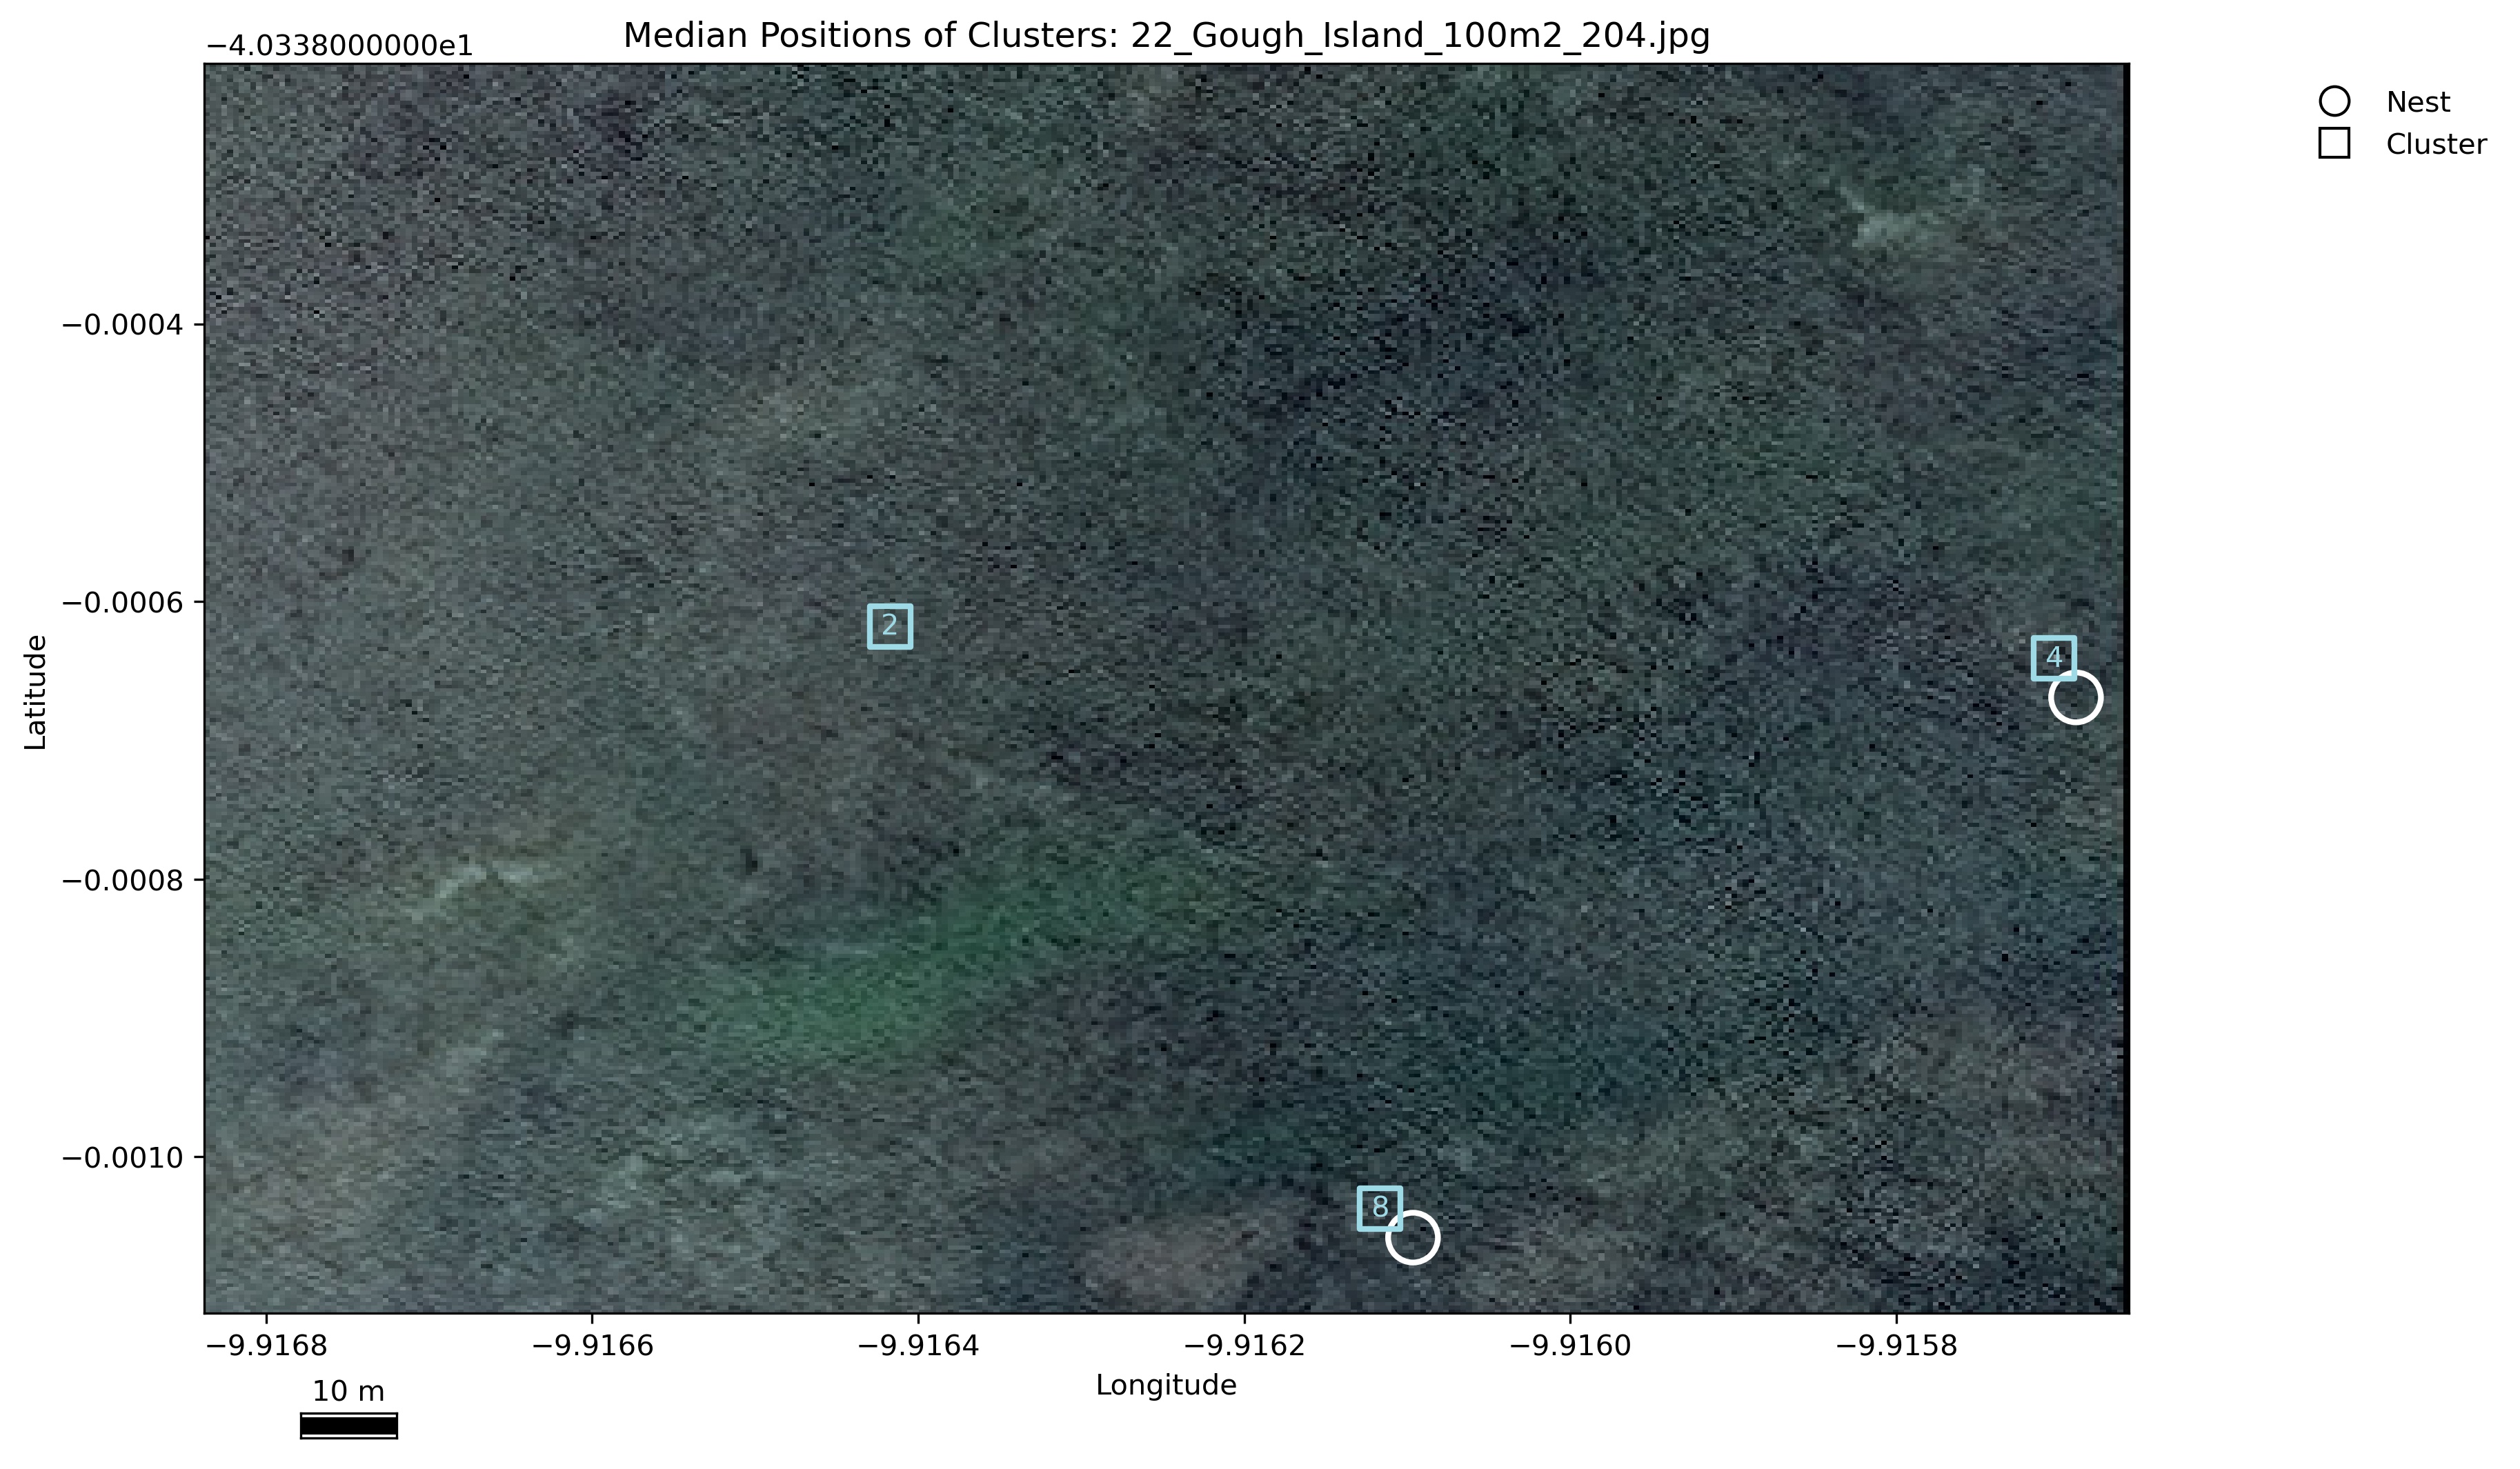 Median Positions of Clusters: 22_Gough_Island_100m2_204.jpg
−4.0338000000e1
Nest
Cluster
−0.0004
−0.0006
−0.0008
−0.0010
Latitude
2
4
8
−9.9168
−9.9166
−9.9164
−9.9162
−9.9160
−9.9158
Longitude
10 m